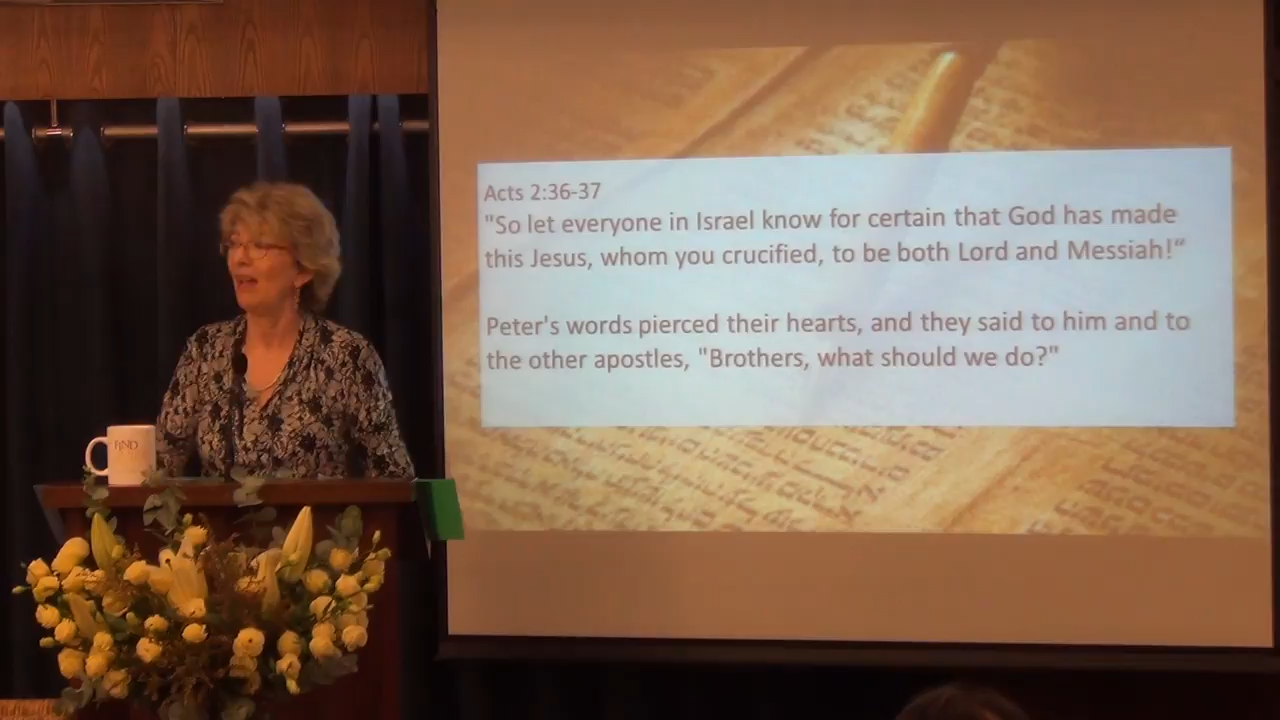 Acts 2:36-37
"So let everyone in Israel know for certain that God has made
this Jesus, whom you crucified, to be both Lord and Messiah!“
Peter's words pierced their hearts, and they said to him and to
the other apostles, "Brothers, what should we do?"
FIND